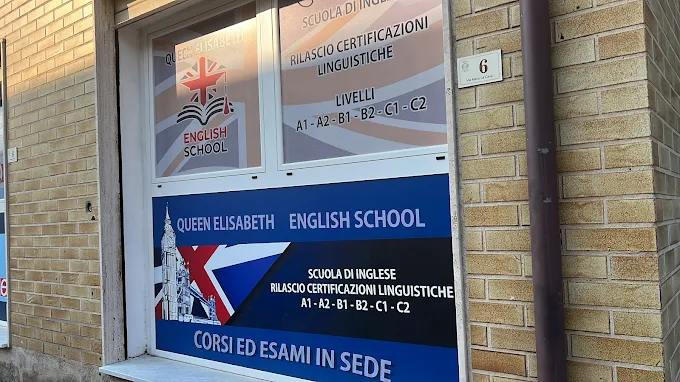 QUEEN ELISABETH
ENGLISH
SCHOOL
SCUOLA DI INGLESE
RILASCIO CERTIFICAZIONI
LINGUISTICHE
LIVELLI
A1 - A2 - B1 - B2 - C1 - C2
6
QUEEN ELISABETH ENGLISH SCHOOL
SCUOLA DI INGLESE
RILASCIO CERTIFICAZIONI LINGUISTICHE
A1 - A2 - B1 - B2 - C1 - C2
CORSI ED ESAMI IN SEDE